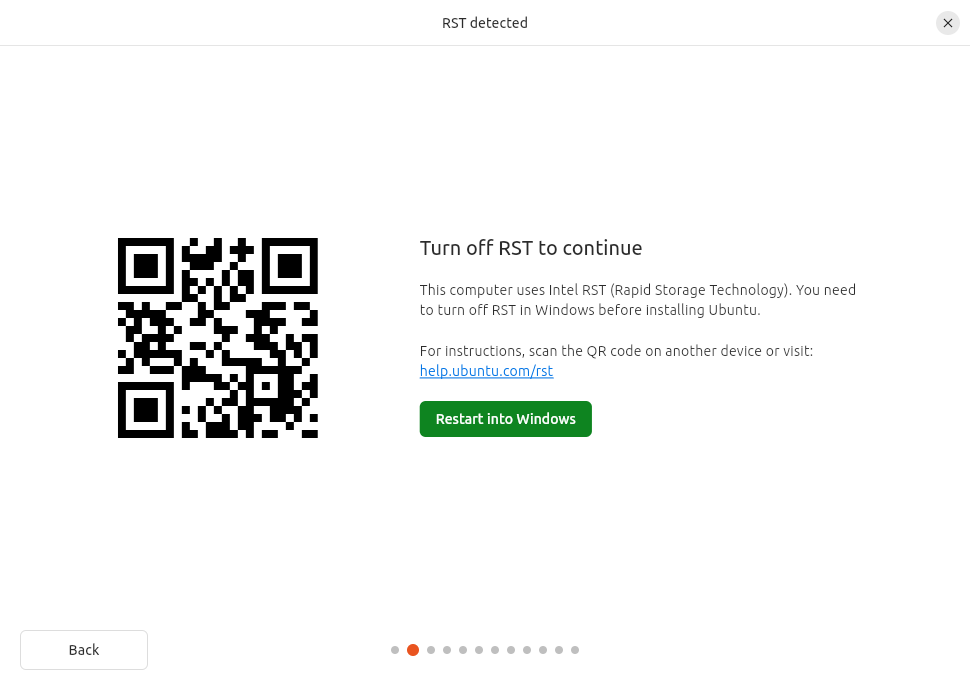 RST detected
Turn off RST to continue
This computer uses Intel RST (Rapid Storage Technology). You need
to turn off RST in Windows before installing Ubuntu.
For instructions, scan the QR code on another device or visit:
help.ubuntu.com/rst
Restart into Windows
Back